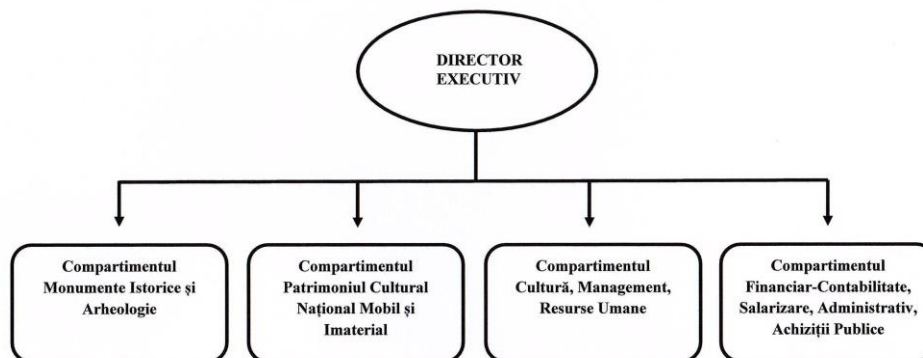 DIRECTOR
EXECUTIV
Compartimentul
Monumente Istorice și
Arheologie
Compartimentul
Patrimoniul Cultural
Național Mobil și
Imaterial
Compartimentul
Cultură, Management,
Resurse Umane
Compartimentul
Financiar-Contabilitate,
Salarizare, Administrativ,
Achiziții Publice